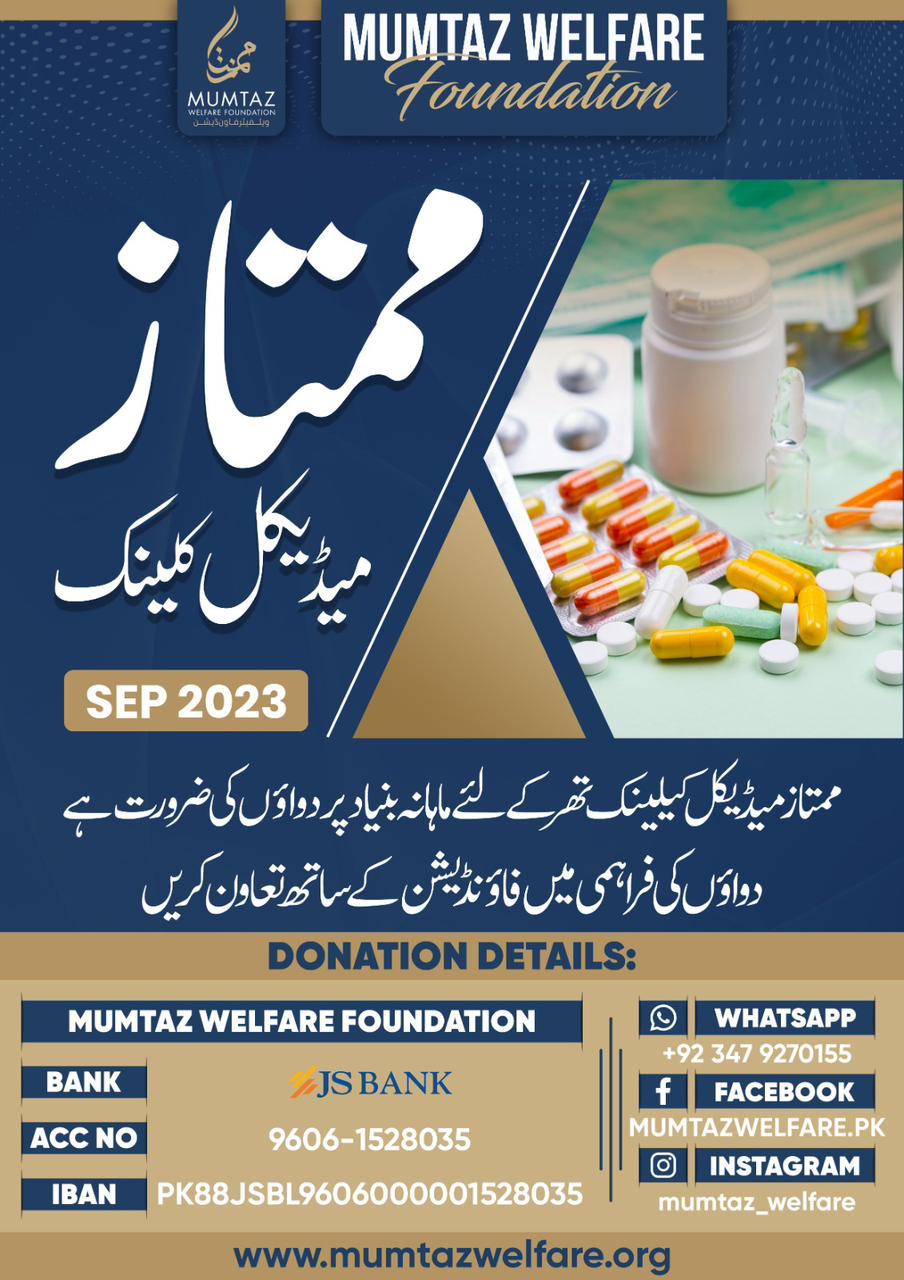 ممتاز
MUMTAZ
WELFARE FOUNDATION
ویلفیئر فاونڈیشن
MUMTAZ WELFARE
Foundation
ممتاز
میڈیکل کلینک
SEP 2023
ممتاز میڈیکل کیلینک تھر کے لئے ماہانہ بنیاد پر دواؤں کی ضرورت ہے
دواؤں کی فراہمی میں فاؤنڈیشن کے ساتھ تعاون کریں
DONATION DETAILS:
MUMTAZ WELFARE FOUNDATION
BANK
JS BANK
ACC NO
9606-1528035
IBAN
PK88JSBL9606000001528035
WHATSAPP
+92 347 9270155
FACEBOOK
MUMTAZWELFARE.PK
INSTAGRAM
mumtaz_welfare
www.mumtazwelfare.org